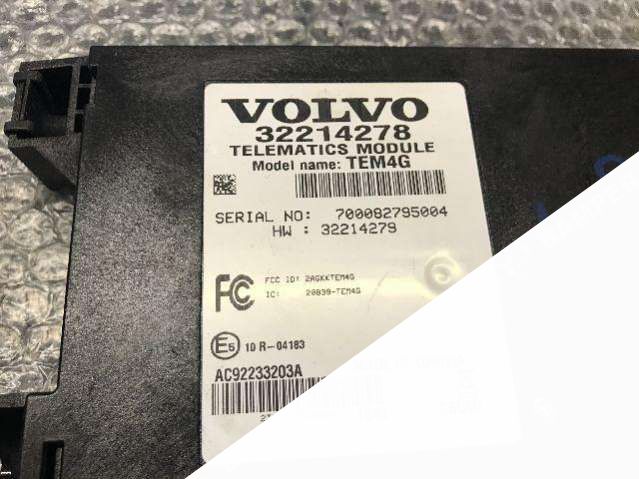 VOLVO
32214278
TELEMATICS MODULE
Model name: TEM4G
SERIAL NO: 700082795004
HW : 32214279
FC
FCC ID: 2AGKKTEM4G
IC: 20839-TEM4G
E5 10 R-04183
AC92233203A